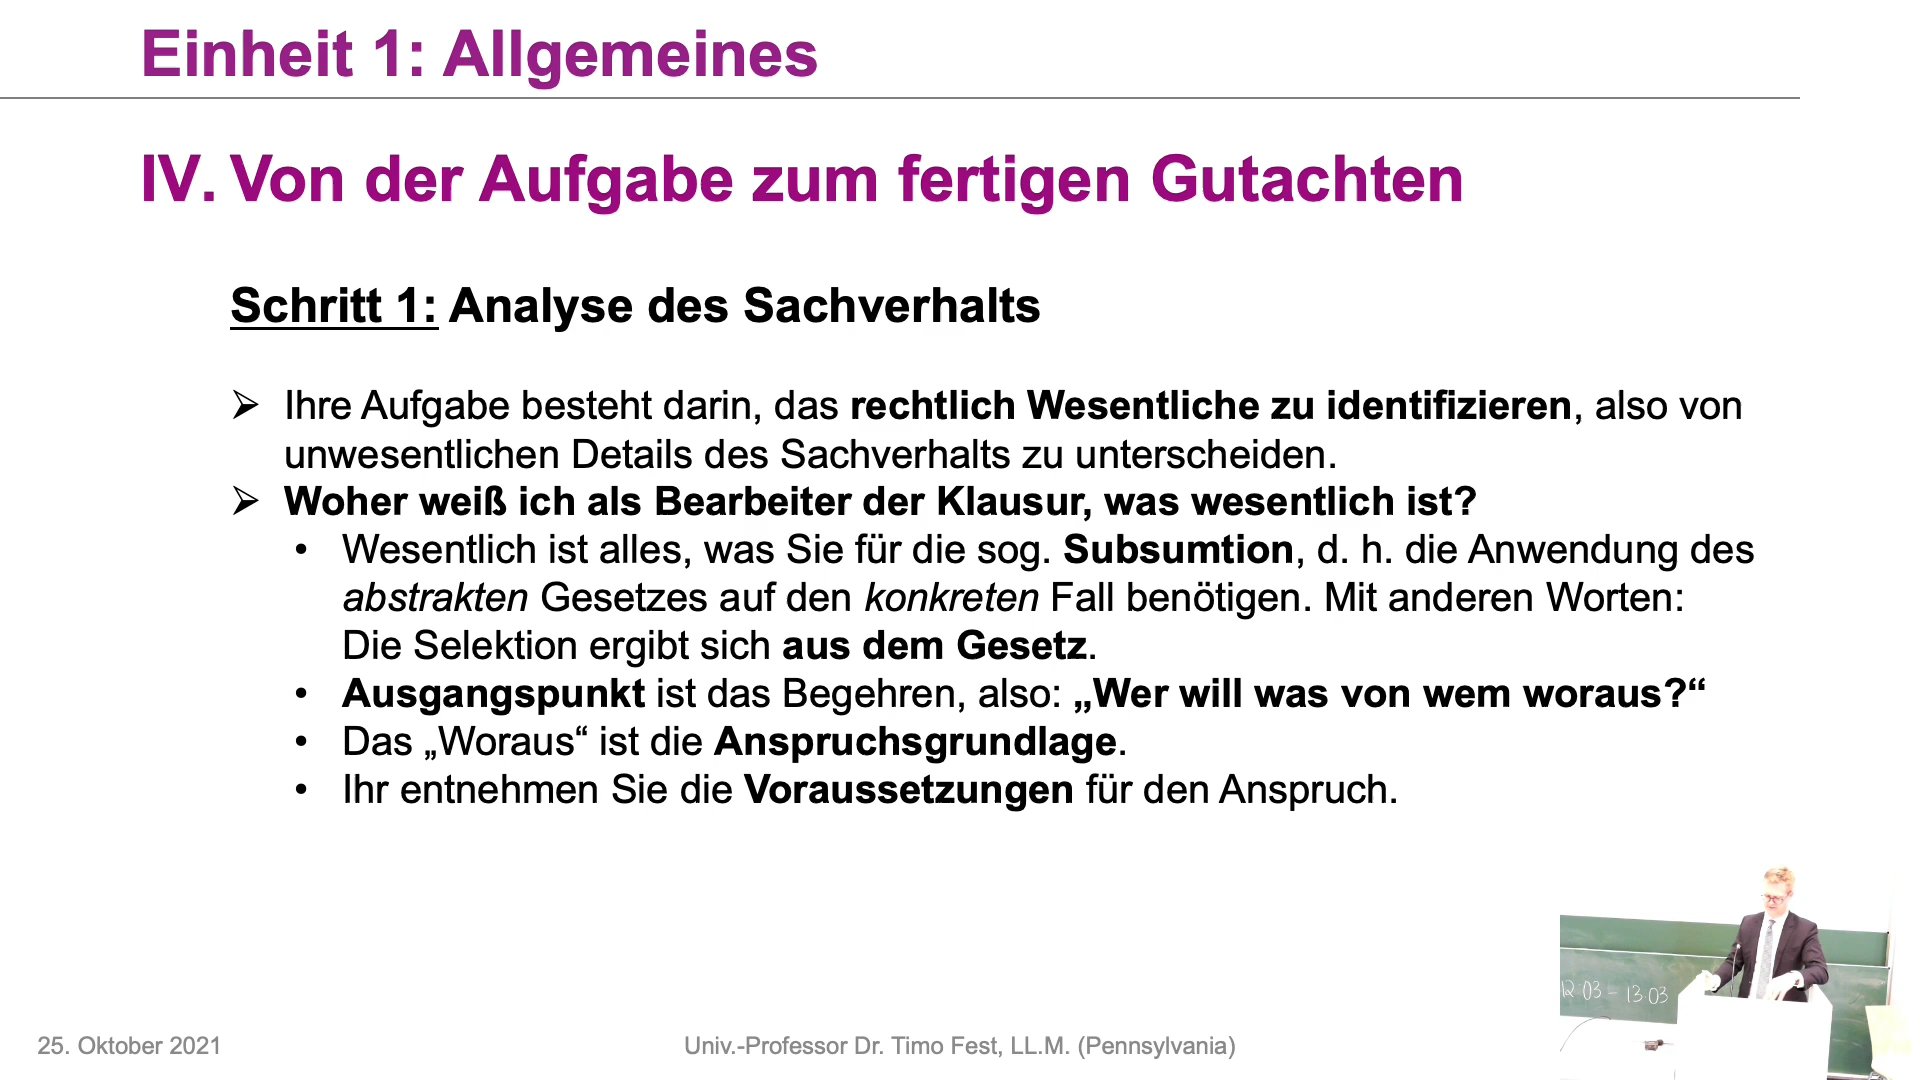 Einheit 1: Allgemeines
IV. Von der Aufgabe zum fertigen Gutachten
Schritt 1: Analyse des Sachverhalts
➢ Ihre Aufgabe besteht darin, das rechtlich Wesentliche zu identifizieren, also von
unwesentlichen Details des Sachverhalts zu unterscheiden.
➢ Woher weiß ich als Bearbeiter der Klausur, was wesentlich ist?
• Wesentlich ist alles, was Sie für die sog. Subsumtion, d. h. die Anwendung des
abstrakten Gesetzes auf den konkreten Fall benötigen. Mit anderen Worten:
Die Selektion ergibt sich aus dem Gesetz.
• Ausgangspunkt ist das Begehren, also: „Wer will was von wem woraus?“
• Das „Woraus“ ist die Anspruchsgrundlage.
• Ihr entnehmen Sie die Voraussetzungen für den Anspruch.
12:03 – 13:03
25. Oktober 2021
Univ.-Professor Dr. Timo Fest, LL.M. (Pennsylvania)